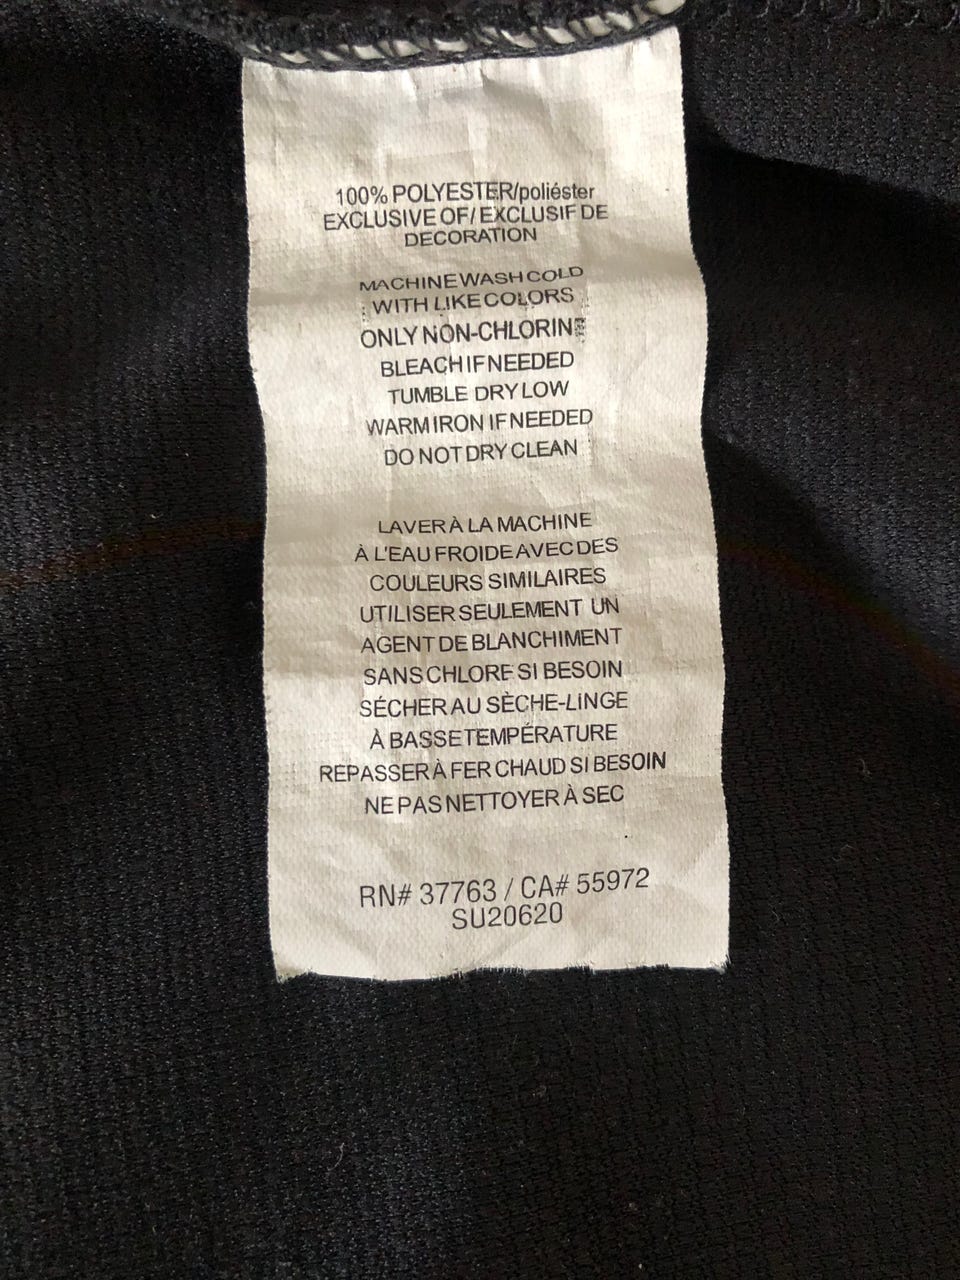 100% POLYESTER/poliéster
EXCLUSIVE OF/ EXCLUSIF DE
DECORATION
MACHINE WASH COLD
WITH LIKE COLORS
ONLY NON-CHLORINE
BLEACH IF NEEDED
TUMBLE DRY LOW
WARM IRON IF NEEDED
DO NOT DRY CLEAN
LAVER À LA MACHINE
À L'EAU FROIDE AVEC DES
COULEURS SIMILAIRES
UTILISER SEULEMENT UN
AGENT DE BLANCHIMENT
SANS CHLORE SI BESOIN
SÉCHER AU SÈCHE-LINGE
À BASSE TEMPÉRATURE
REPASSER À FER CHAUD SI BESOIN
NE PAS NETTOYER À SEC
RN# 37763 / CA# 55972
SU20620